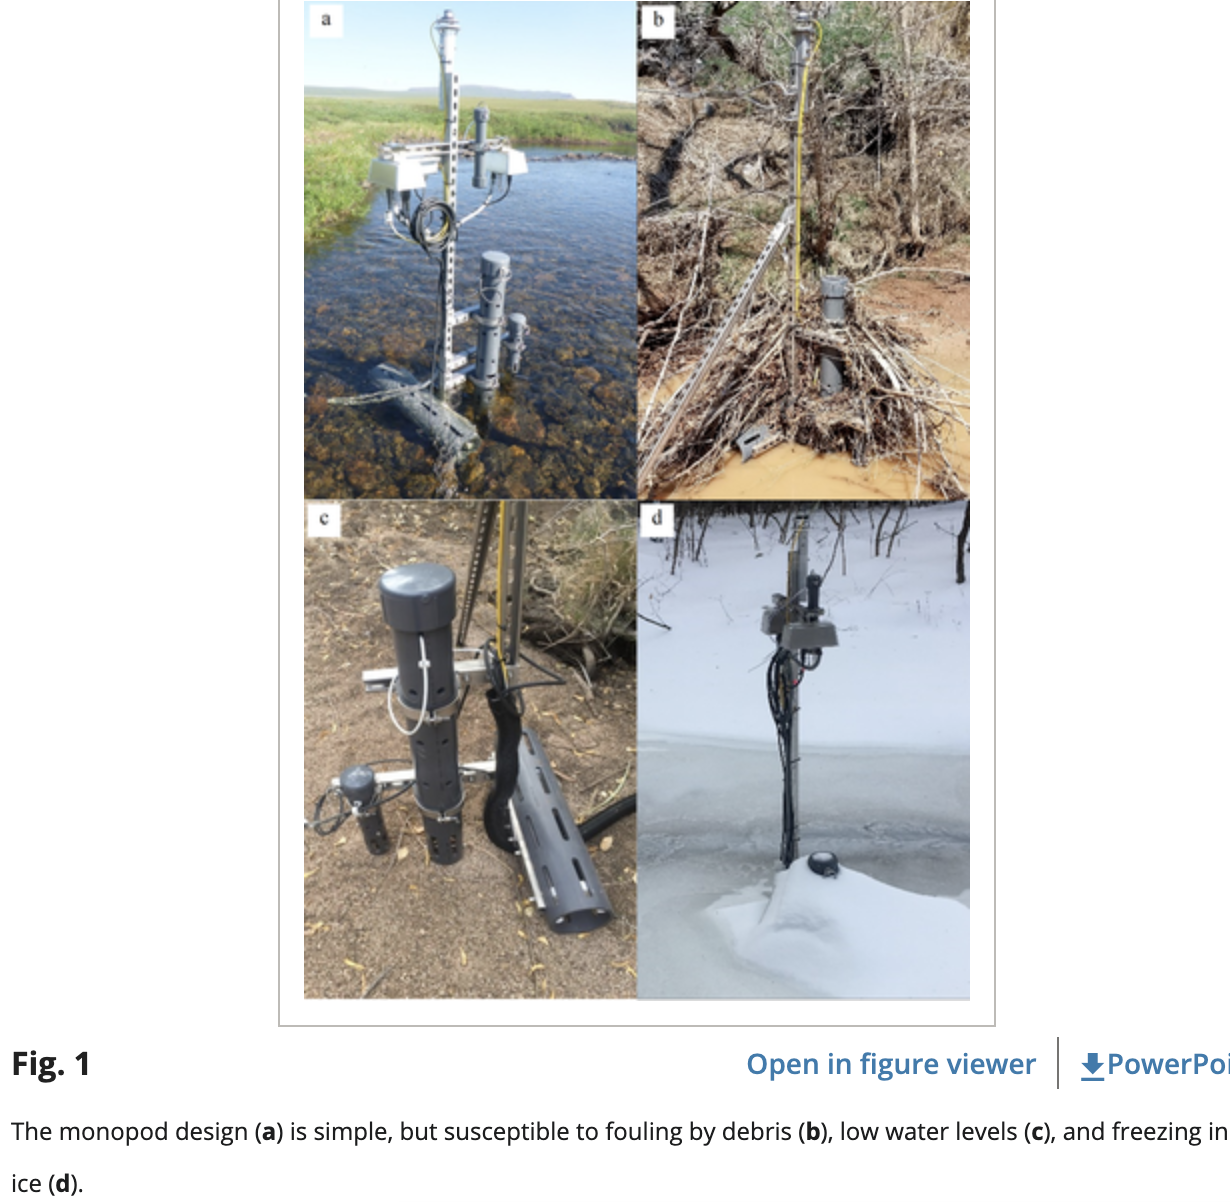 a
b
c
d
Fig. 1
Open in figure viewer
PowerPoi
The monopod design (a) is simple, but susceptible to fouling by debris (b), low water levels (c), and freezing in
ice (d).